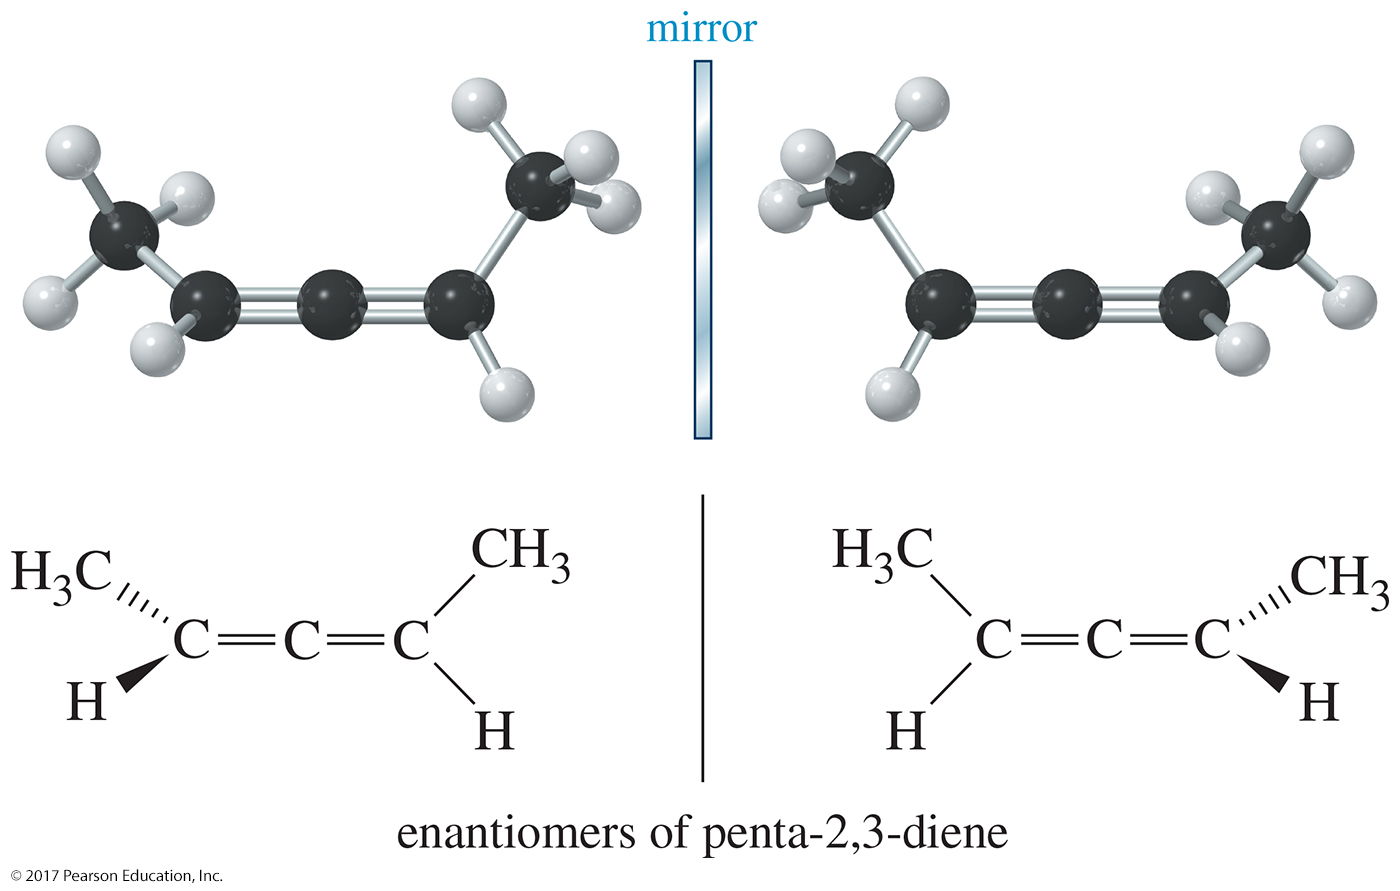 mirror
CH₃ H₃C
H₃C CH₃
C=C=C C=C=C
H H
H H
enantiomers of penta-2,3-diene
© 2017 Pearson Education, Inc.